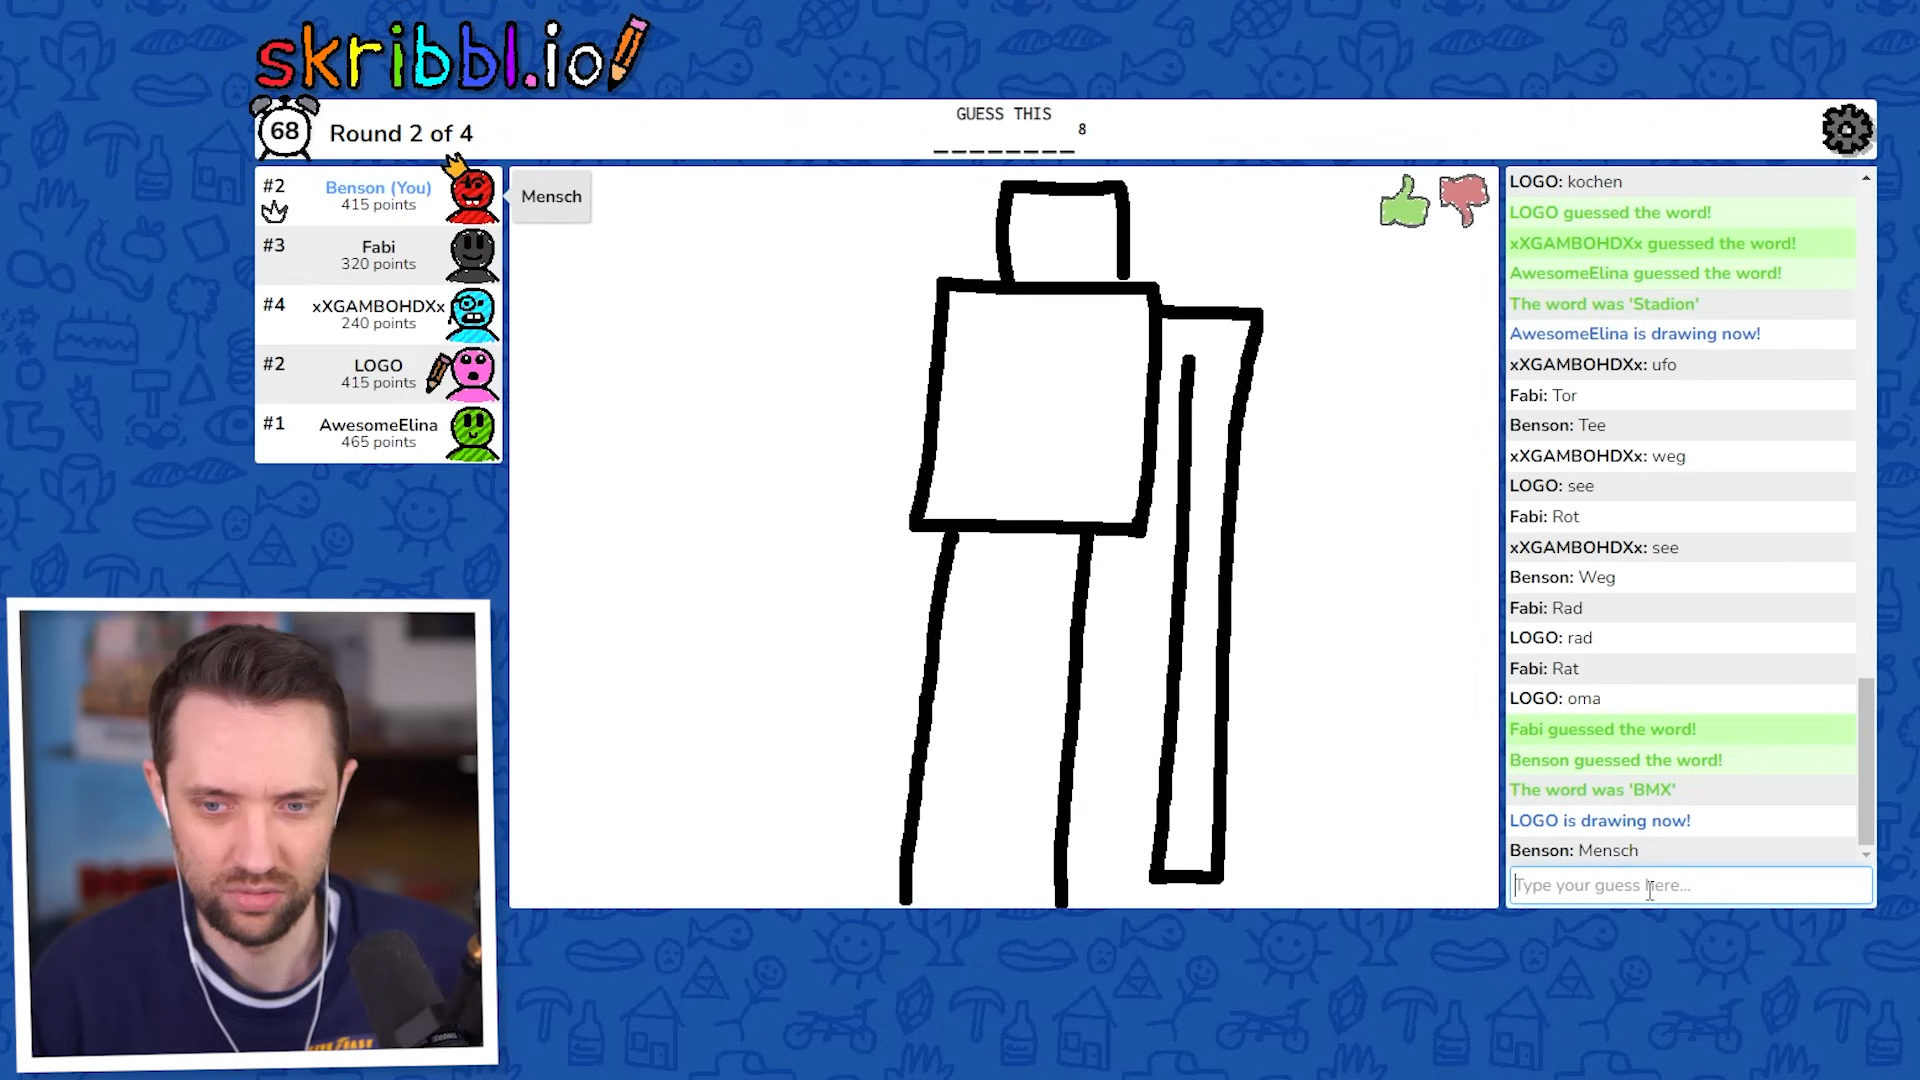 skribbl.io
68
Round 2 of 4
GUESS THIS
8
________
#2
Benson (You)
415 points
#3
Fabi
320 points
#4
xXGAMBOHDXx
240 points
#2
LOGO
415 points
#1
AwesomeElina
465 points
Mensch
LOGO: kochen
LOGO guessed the word!
xXGAMBOHDXx guessed the word!
AwesomeElina guessed the word!
The word was 'Stadion'
AwesomeElina is drawing now!
xXGAMBOHDXx: ufo
Fabi: Tor
Benson: Tee
xXGAMBOHDXx: weg
LOGO: see
Fabi: Rot
xXGAMBOHDXx: see
Benson: Weg
Fabi: Rad
LOGO: rad
Fabi: Rat
LOGO: oma
Fabi guessed the word!
Benson guessed the word!
The word was 'BMX'
LOGO is drawing now!
Benson: Mensch
Type your guess here...